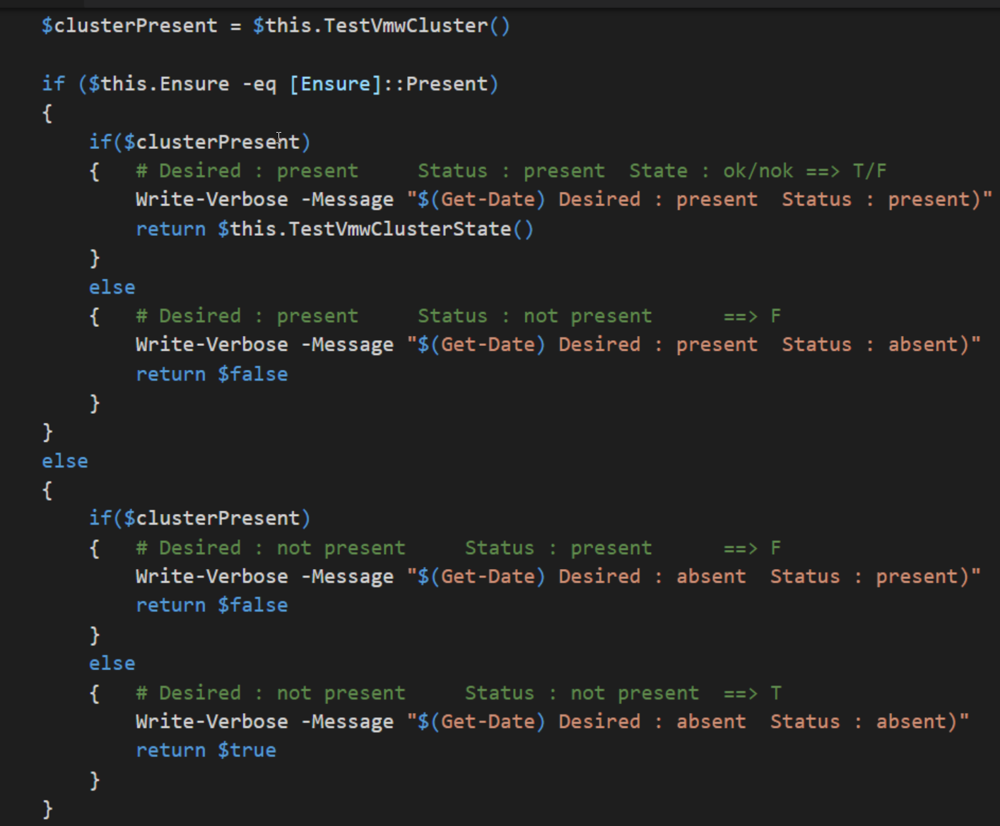 $clusterPresent = $this.TestVmwCluster()

if ($this.Ensure -eq [Ensure]::Present)
{
    if($clusterPresent)
    {   # Desired : present     Status : present  State : ok/nok ==> T/F
        Write-Verbose -Message "$(Get-Date) Desired : present  Status : present)"
        return $this.TestVmwClusterState()
    }
    else
    {   # Desired : present     Status : not present      ==> F
        Write-Verbose -Message "$(Get-Date) Desired : present  Status : absent)"
        return $false
    }
}
else
{
    if($clusterPresent)
    {   # Desired : not present     Status : present      ==> F
        Write-Verbose -Message "$(Get-Date) Desired : absent  Status : present)"
        return $false
    }
    else
    {   # Desired : not present     Status : not present  ==> T
        Write-Verbose -Message "$(Get-Date) Desired : absent  Status : absent)"
        return $true
    }
}